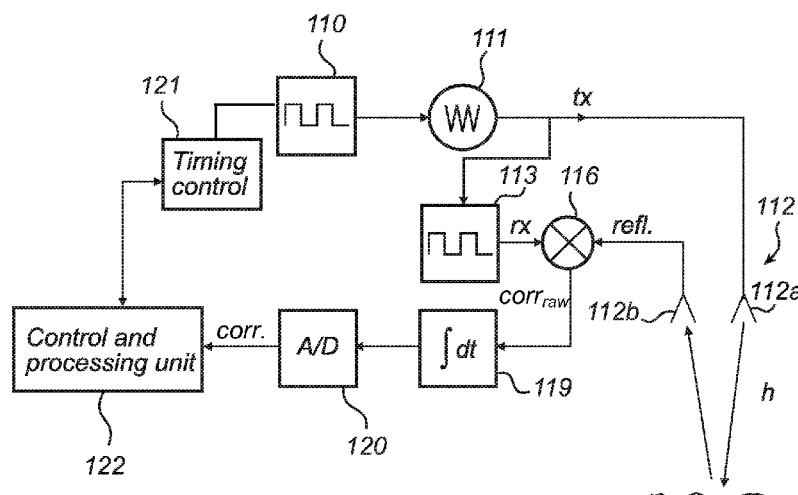 110
111
121
tx
Timing
control
113
116
112
rx
refl.
corrraw
112b
112a
Control and
processing unit
corr.
A/D
∫ dt
h
119
120
122